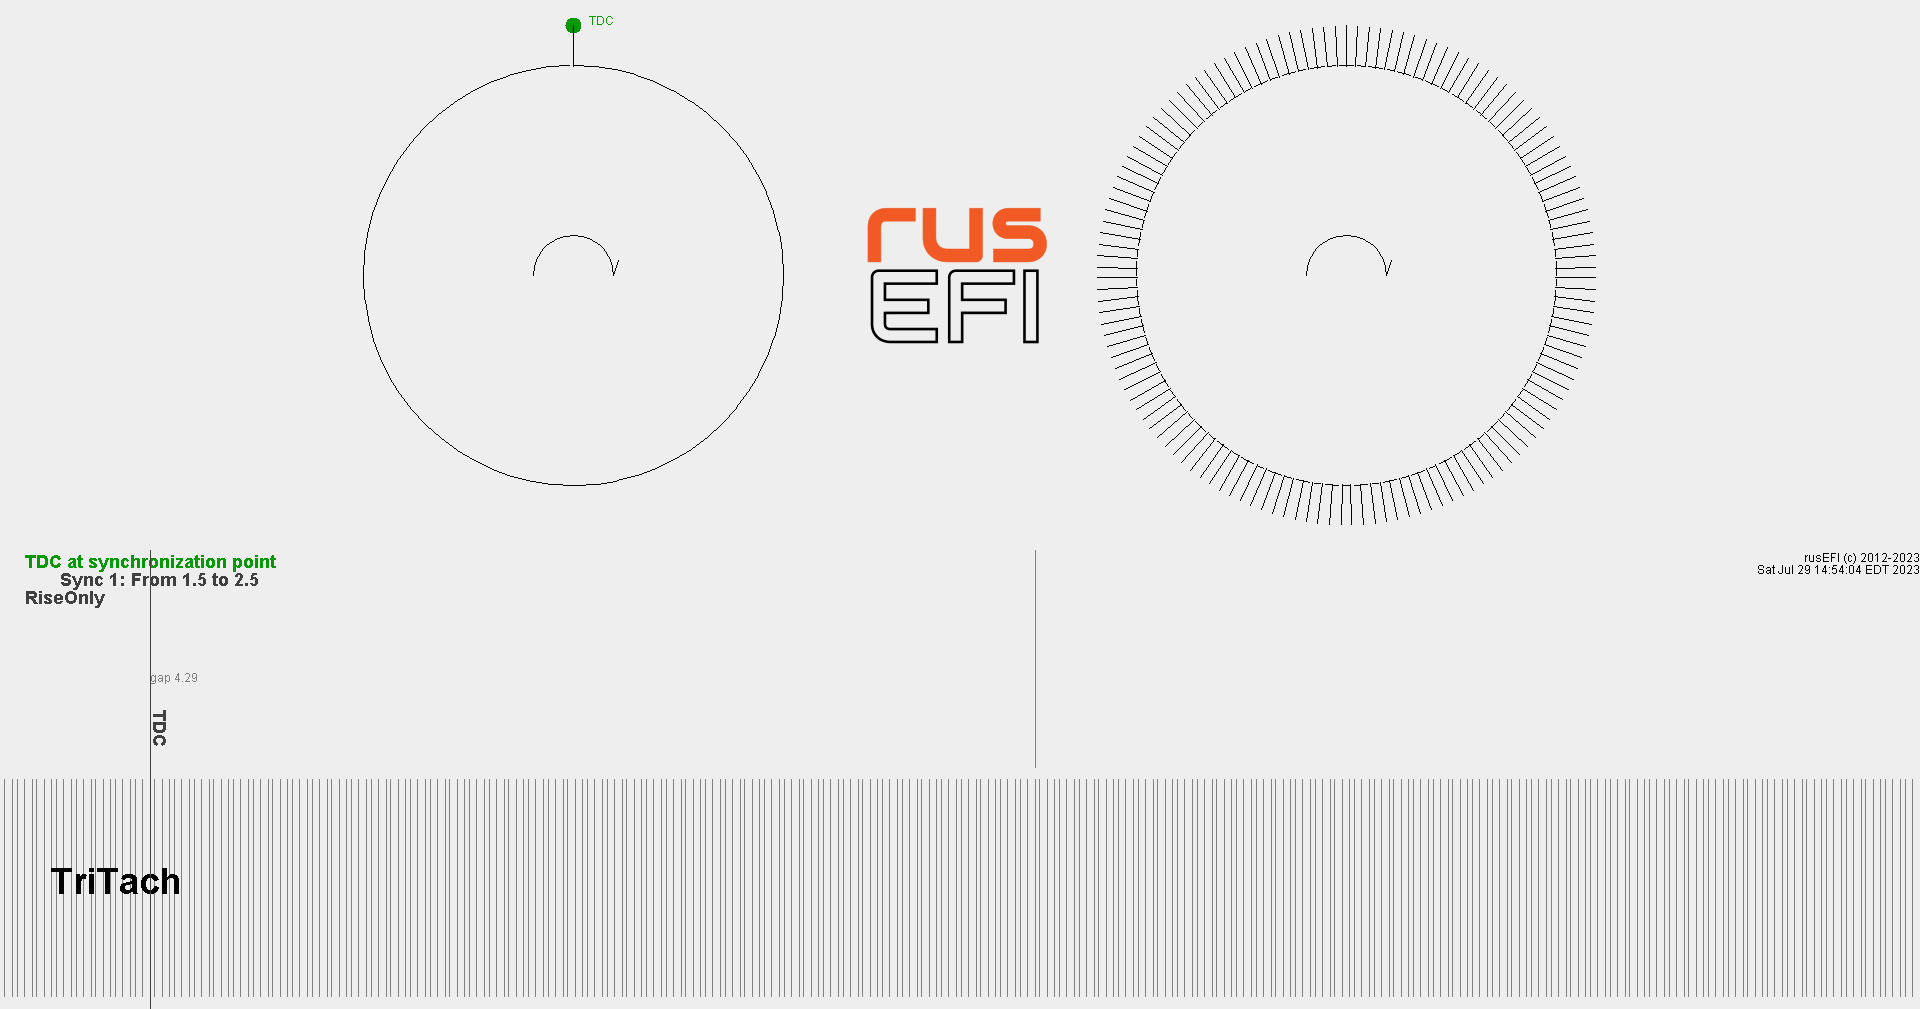 TDC
rus
EFI
TDC at synchronization point
Sync 1: From 1.5 to 2.5
RiseOnly
rusEFI (c) 2012-2023
Sat Jul 29 14:54:04 EDT 2023
gap 4.29
TDC
TriTach